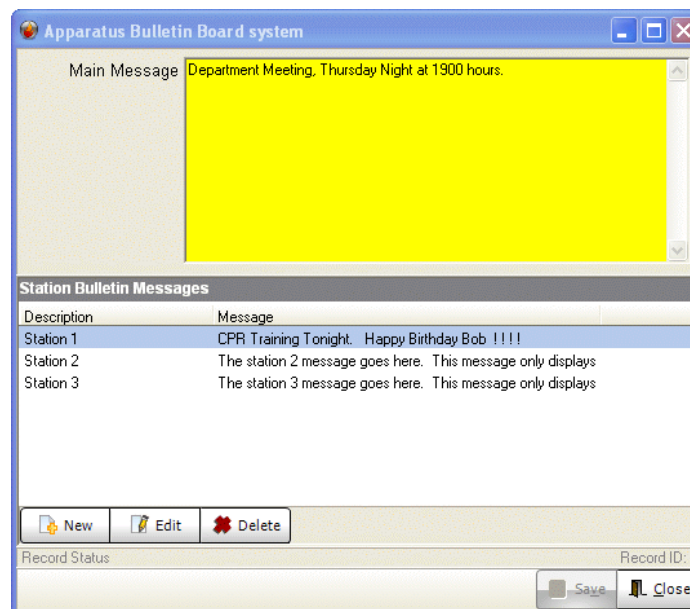 Apparatus Bulletin Board system
Main Message
Department Meeting, Thursday Night at 1900 hours.
Station Bulletin Messages
Description Message
Station 1 CPR Training Tonight. Happy Birthday Bob !!!!
Station 2 The station 2 message goes here. This message only displays
Station 3 The station 3 message goes here. This message only displays
New Edit Delete
Record Status Record ID:
Save Close